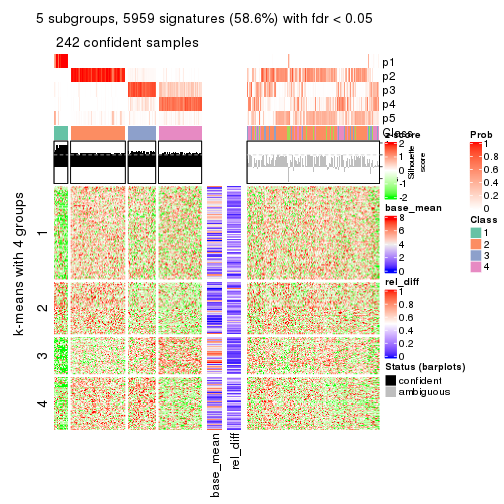 5 subgroups, 5959 signatures (58.6%) with fdr < 0.05
242 confident samples
p1
p2
p3
p4
p5
Class
z-score
2
1
0
-1
-2
Silhouette
score
Prob
1
0.8
0.6
0.4
0.2
0
base_mean
8
6
4
2
0
Class
1
2
3
4
rel_diff
1
0.8
0.6
0.4
0.2
0
Status (barplots)
confident
ambiguous
k-means with 4 groups
1
2
3
4
base_mean
rel_diff